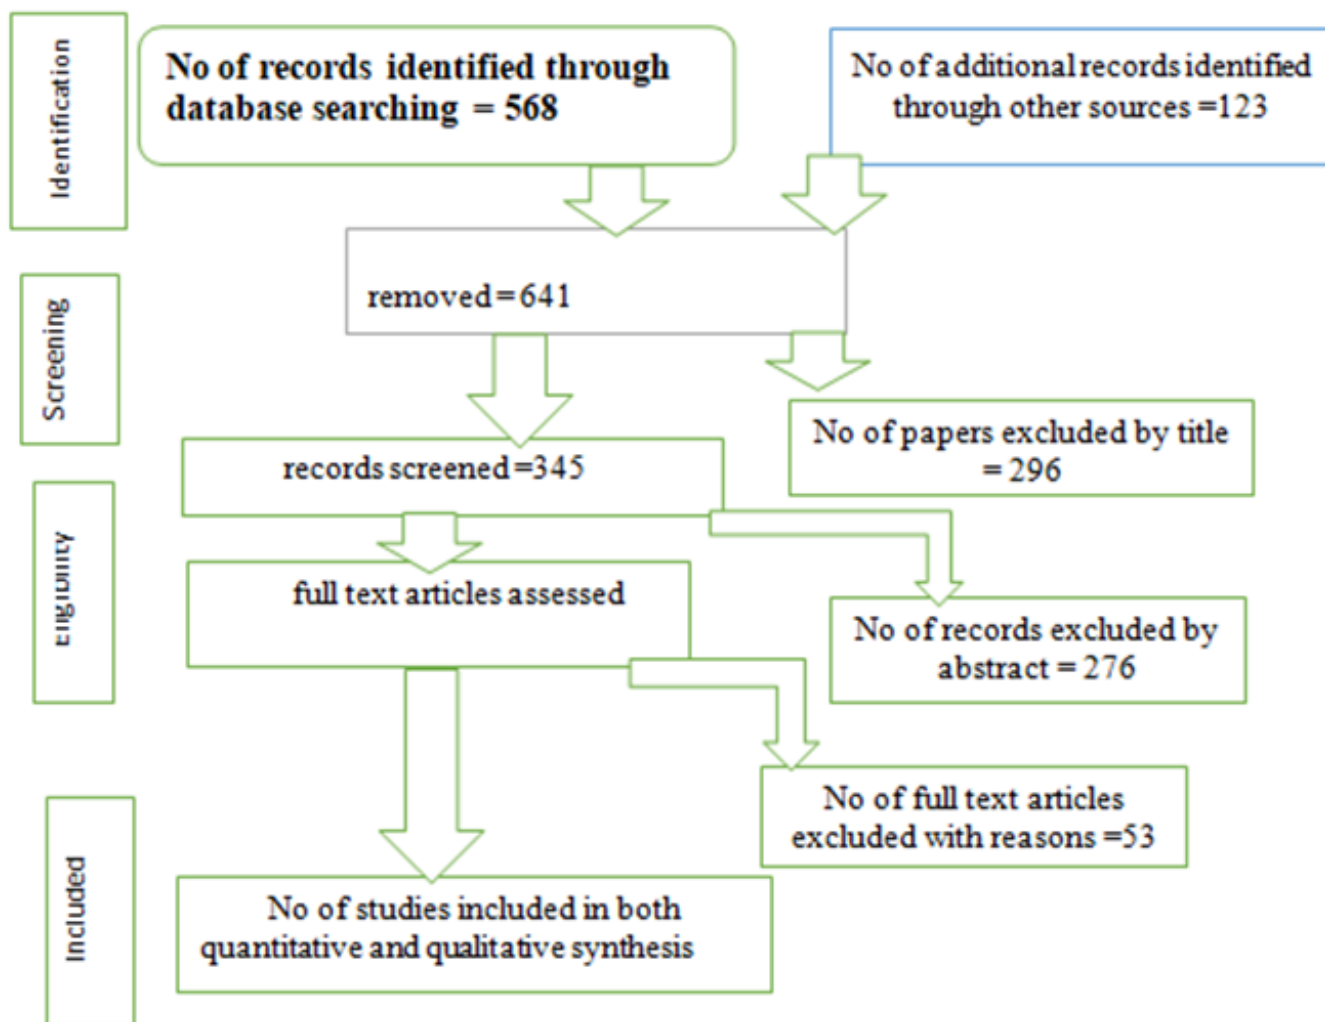 Identification
No of records identified through
database searching = 568
No of additional records identified
through other sources =123
Screening
removed=641
No of papers excluded by title
= 296
records screened=345
Eligibility
full text articles assessed
No of records excluded by
abstract = 276
No of full text articles
excluded with reasons =53
Included
No of studies included in both
quantitative and qualitative synthesis